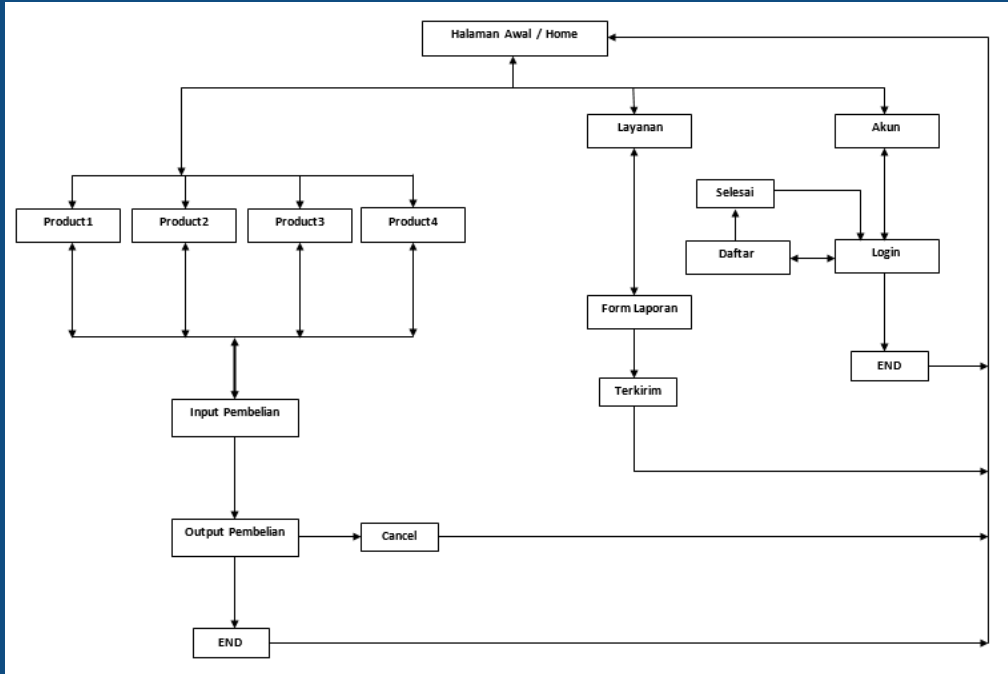 Halaman Awal / Home
Layanan
Akun
Selesai
Product1
Product2
Product3
Product4
Daftar
Login
Form Laporan
END
Terkirim
Input Pembelian
Output Pembelian
Cancel
END